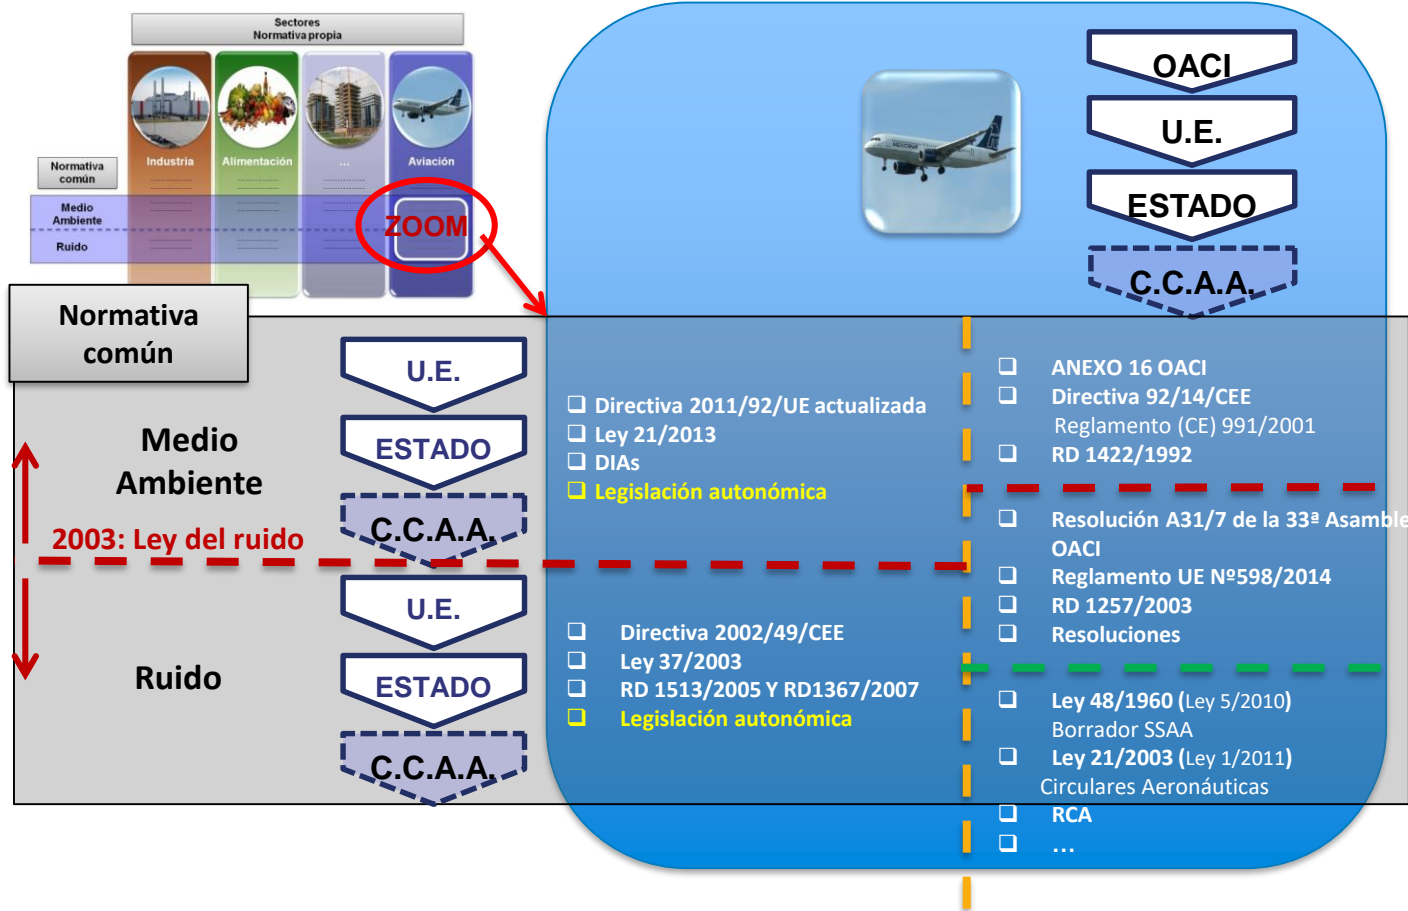 Sectores
Normativa propia
Industria
Alimentación
...
Aviación
Normativa
común
Medio
Ambiente
Ruido
ZOOM
OACI
U.E.
ESTADO
C.C.A.A.
Normativa
común
Medio
Ambiente
2003: Ley del ruido
Ruido
U.E.
ESTADO
C.C.A.A.
U.E.
ESTADO
C.C.A.A.
Directiva 2011/92/UE actualizada
Ley 21/2013
DIAs
Legislación autonómica
Directiva 2002/49/CEE
Ley 37/2003
RD 1513/2005 Y RD1367/2007
Legislación autonómica
ANEXO 16 OACI
Directiva 92/14/CEE
Reglamento (CE) 991/2001
RD 1422/1992
Resolución A31/7 de la 33ª Asamble
OACI
Reglamento UE Nº598/2014
RD 1257/2003
Resoluciones
Ley 48/1960 (Ley 5/2010)
Borrador SSAA
Ley 21/2003 (Ley 1/2011)
Circulares Aeronáuticas
RCA
...